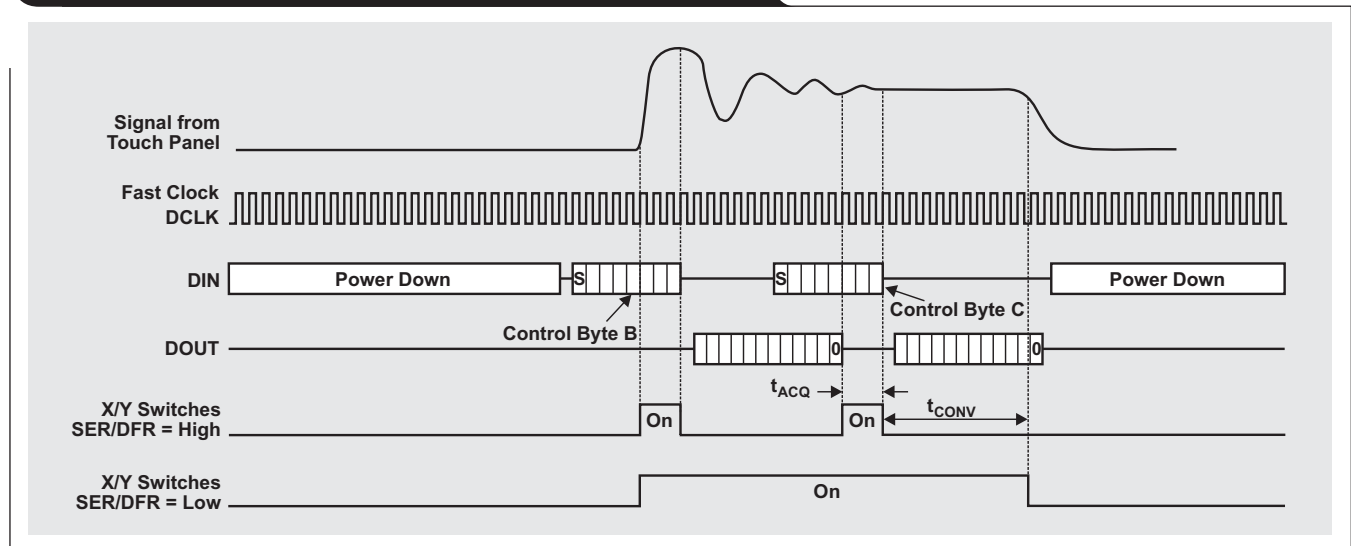 Signal from
Touch Panel
Fast Clock
DCLK
DIN
Power Down
S
S
Power Down
Control Byte B
Control Byte C
DOUT
0
0
tACQ
X/Y Switches
SER/DFR = High
On
On
tCONV
X/Y Switches
SER/DFR = Low
On